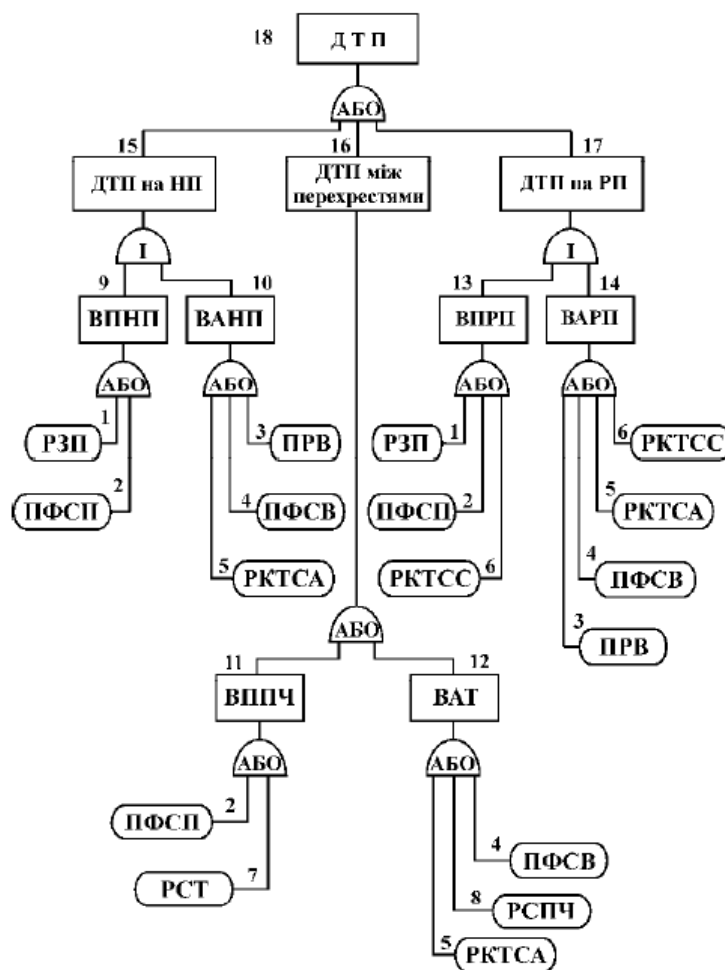 18 ДТП
АБО
15 16 17
ДТП на НП
ДТП між
перехрестями
ДТП на РП
І І
9 10 13 14
ВПНП ВАНП ВПРП ВАРП
АБО АБО АБО АБО
1 РЗП
3 ПРВ
РЗП 1
6 РКТСС
2 ПФСП
4 ПФСВ
ПФСП 2
5 РКТСА
5 РКТСА
РКТСС 6
4 ПФСВ
3 ПРВ
АБО
11 12
ВППЧ ВАТ
АБО АБО
ПФСП 2
4 ПФСВ
РСТ 7
8 РСПЧ
5 РКТСА